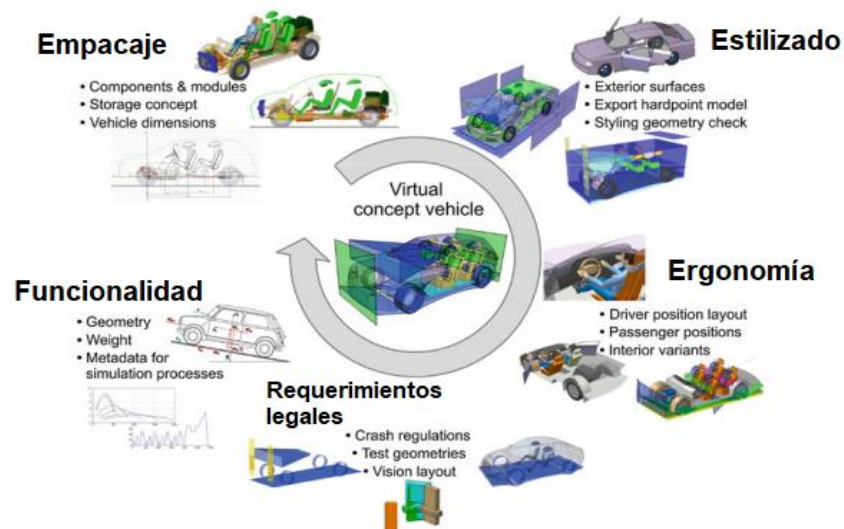 Empacaje
• Components & modules
• Storage concept
• Vehicle dimensions
Estilizado
• Exterior surfaces
• Export hardpoint model
• Styling geometry check
Virtual
concept vehicle
Ergonomía
• Driver position layout
• Passenger positions
• Interior variants
Funcionalidad
• Geometry
• Weight
• Metadata for
simulation processes
Requerimientos
legales
• Crash regulations
• Test geometries
• Vision layout